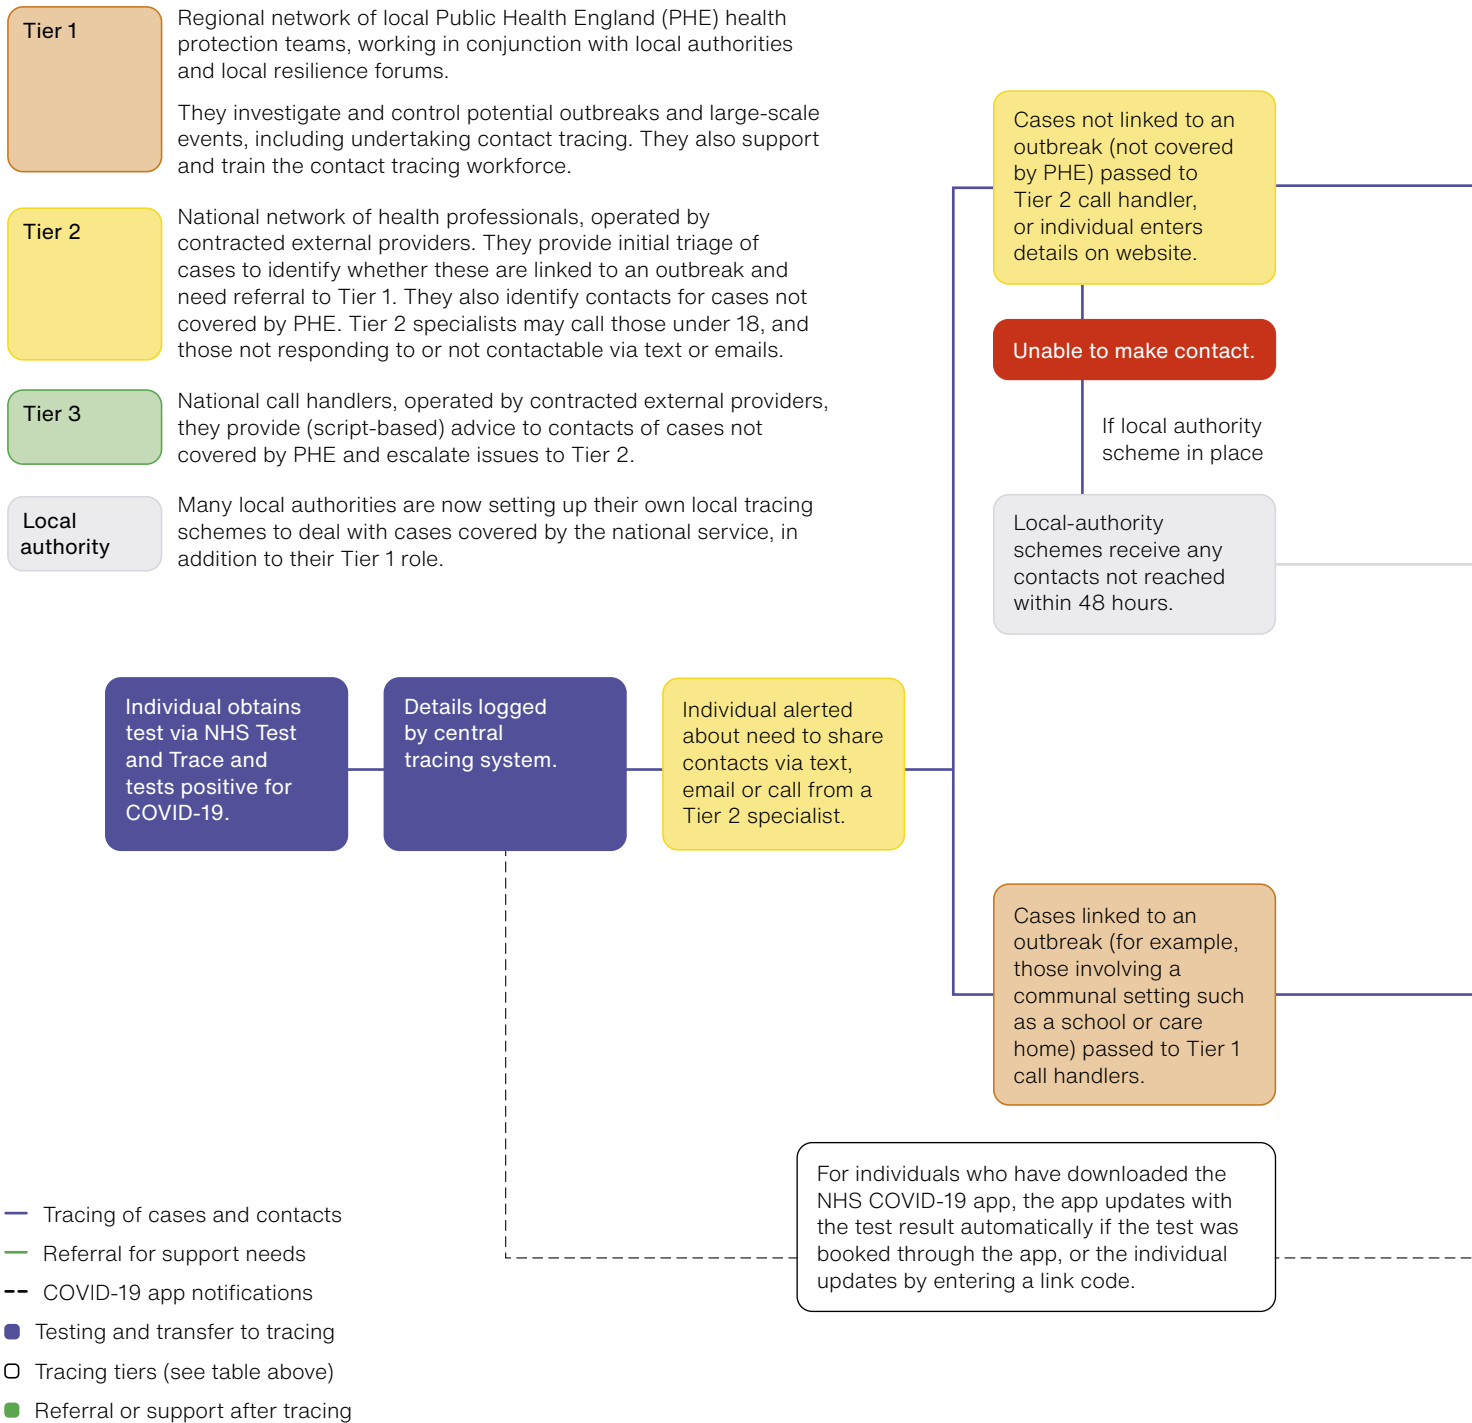 Tier 1
Regional network of local Public Health England (PHE) health
protection teams, working in conjunction with local authorities
and local resilience forums.
They investigate and control potential outbreaks and large-scale
events, including undertaking contact tracing. They also support
and train the contact tracing workforce.
Tier 2
National network of health professionals, operated by
contracted external providers. They provide initial triage of
cases to identify whether these are linked to an outbreak and
need referral to Tier 1. They also identify contacts for cases not
covered by PHE. Tier 2 specialists may call those under 18, and
those not responding to or not contactable via text or emails.
Tier 3
National call handlers, operated by contracted external providers,
they provide (script-based) advice to contacts of cases not
covered by PHE and escalate issues to Tier 2.
Local
authority
Many local authorities are now setting up their own local tracing
schemes to deal with cases covered by the national service, in
addition to their Tier 1 role.
Cases not linked to an
outbreak (not covered
by PHE) passed to
Tier 2 call handler,
or individual enters
details on website.
Unable to make contact.
If local authority
scheme in place
Local-authority
schemes receive any
contacts not reached
within 48 hours.
Individual obtains
test via NHS Test
and Trace and
tests positive for
COVID-19.
Details logged
by central
tracing system.
Individual alerted
about need to share
contacts via text,
email or call from a
Tier 2 specialist.
Cases linked to an
outbreak (for example,
those involving a
communal setting such
as a school or care
home) passed to Tier 1
call handlers.
For individuals who have downloaded the
NHS COVID-19 app, the app updates with
the test result automatically if the test was
booked through the app, or the individual
updates by entering a link code.
Tracing of cases and contacts
Referral for support needs
COVID-19 app notifications
Testing and transfer to tracing
Tracing tiers (see table above)
Referral or support after tracing